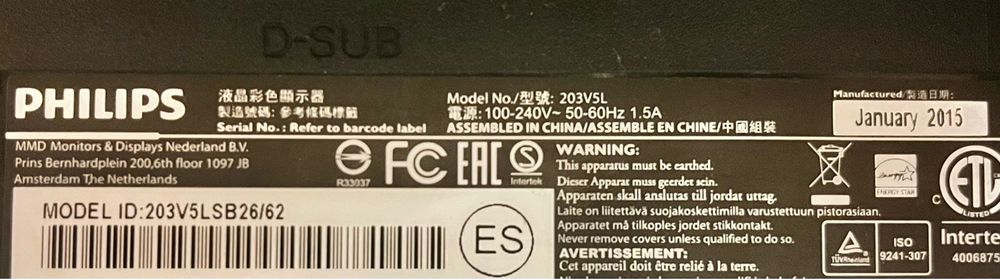 D-SUB
PHILIPS
液晶彩色顯示器
製造號碼: 參考條碼標籤
Serial No.: Refer to barcode label
Model No./型號: 203V5L
電源: 100-240V~ 50-60Hz 1.5A
ASSEMBLED IN CHINA/ASSEMBLE EN CHINE/中國組裝
Manufactured/製造日期:
January 2015
MMD Monitors & Displays Nederland B.V.
Prins Bernhardplein 200,6th floor 1097 JB
Amsterdam The Netherlands
R33037
FC
EAC
S
Intertek
WARNING:
This apparatus must be earthed.
Dieser Apparat muss geerdet sein.
Apparaten skall anslutas till jordat uttag.
Laite on liitettävä suojakoskettimilla varustettuun pistorasiaan.
Apparatet må tilkoples jordet stikkontakt.
Never remove unless qualified to do so.
AVERTISSEMENT:
Cet appareil doit être relié à la terre.
energy
ENERGY STAR
C
ETL
LISTED
MODEL ID:203V5LSB26/62
ES
TÜVRheinland
ISO
9241-307
Interte
4006875